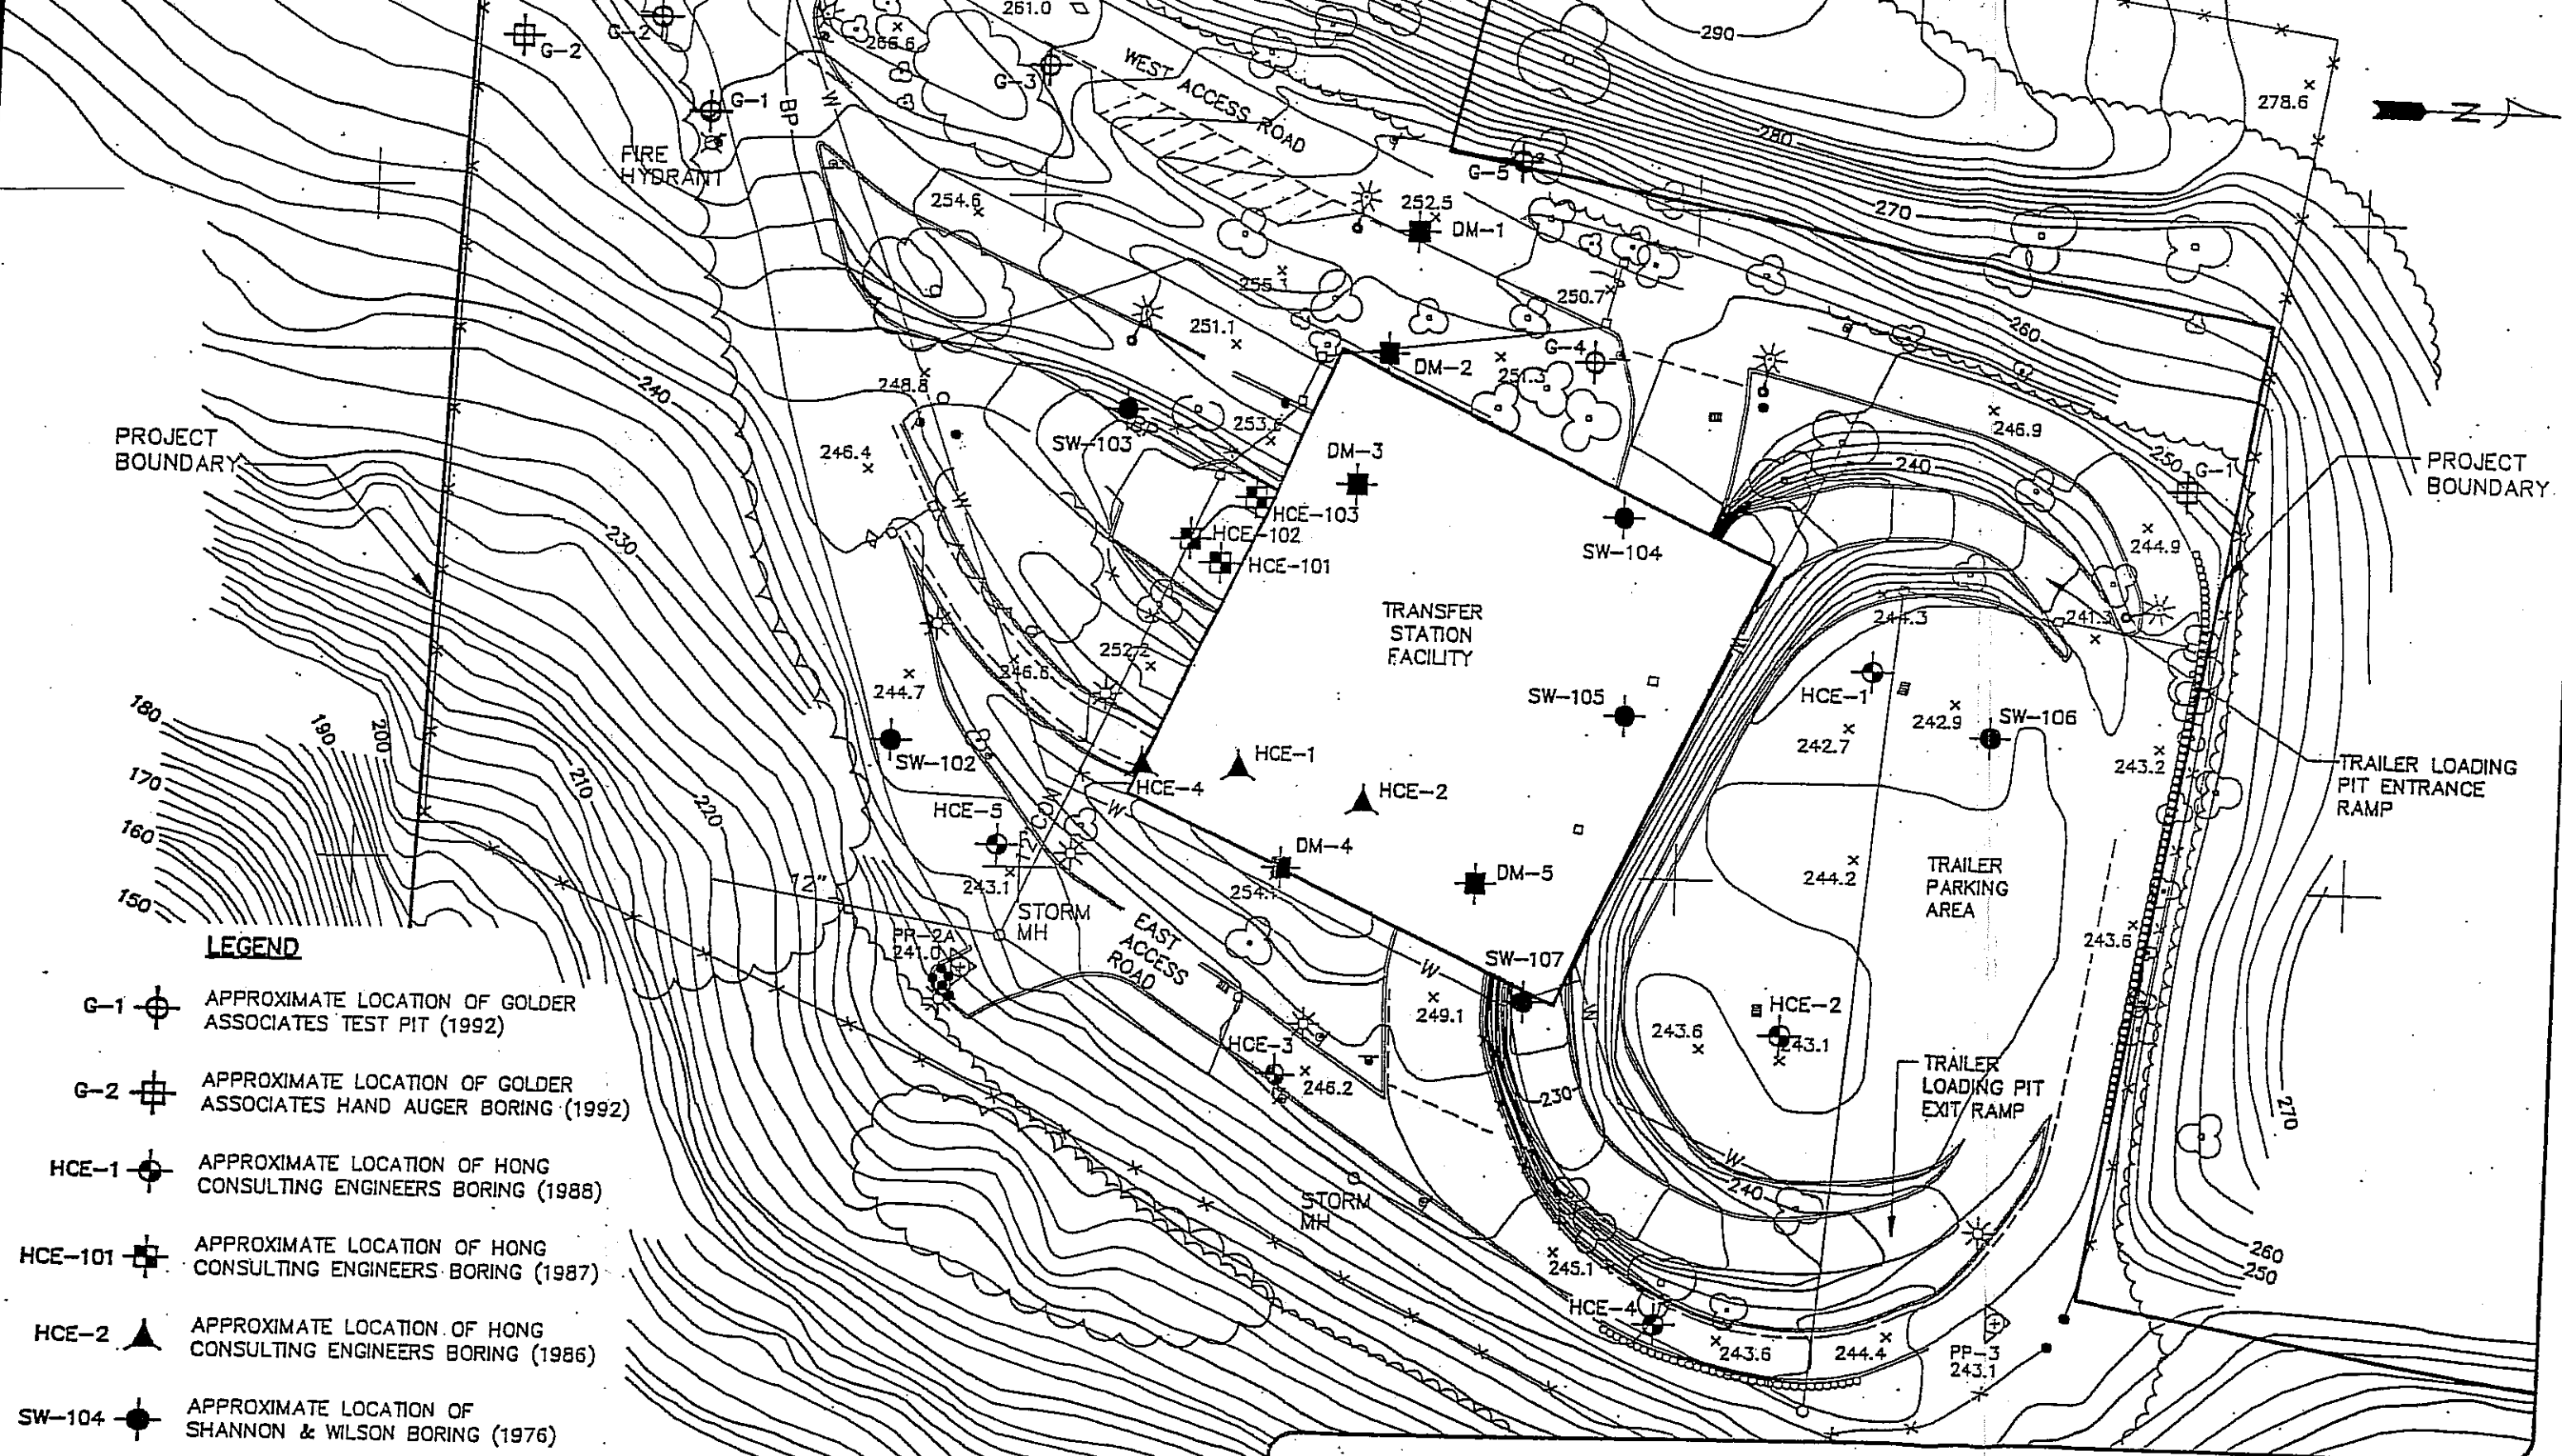 261.0
290
G-2
G-2
266.6
G-3
WEST ACCESS ROAD
278.6
N
G-1
BP
W
280
FIRE
HYDRANT
G-5
254.6
252.5
DM-1
270
255.1
250.7
251.1
260
G-4
DM-2
251.3
248.8
240
246.9
PROJECT
BOUNDARY
246.4
SW-103
253.6
DM-3
240
250
G-1
PROJECT
BOUNDARY
W
HCE-103
HCE-102
HCE-101
230
SW-104
244.9
TRANSFER
STATION
FACILITY
244.3
241.3
252.2
246.6
244.7
W
HCE-1
SW-105
242.9
SW-106
242.7
180
190
200
SW-102
HCE-1
HCE-4
HCE-2
243.2
TRAILER LOADING
PIT ENTRANCE
RAMP
170
210
220
HCE-5
W
12" CON
160
DM-4
DM-5
254.1
243.1
12"
244.2
TRAILER
PARKING
AREA
150
STORM
MH
EAST
ACCESS
ROAD
PP-2A
241.0
243.6
LEGEND
W
SW-107
249.1
W
HCE-2
243.1
243.6
G-1
APPROXIMATE LOCATION OF GOLDER
ASSOCIATES TEST PIT (1992)
HCE-3
246.2
230
TRAILER
LOADING PIT
EXIT RAMP
270
G-2
APPROXIMATE LOCATION OF GOLDER
ASSOCIATES HAND AUGER BORING (1992)
HCE-1
APPROXIMATE LOCATION OF HONG
CONSULTING ENGINEERS BORING (1988)
W
240
STORM
MH
HCE-101
APPROXIMATE LOCATION OF HONG
CONSULTING ENGINEERS BORING (1987)
245.1
260
250
HCE-4
HCE-2
APPROXIMATE LOCATION OF HONG
CONSULTING ENGINEERS BORING (1986)
243.6
244.4
PP-3
243.1
SW-104
APPROXIMATE LOCATION OF
SHANNON & WILSON BORING (1976)